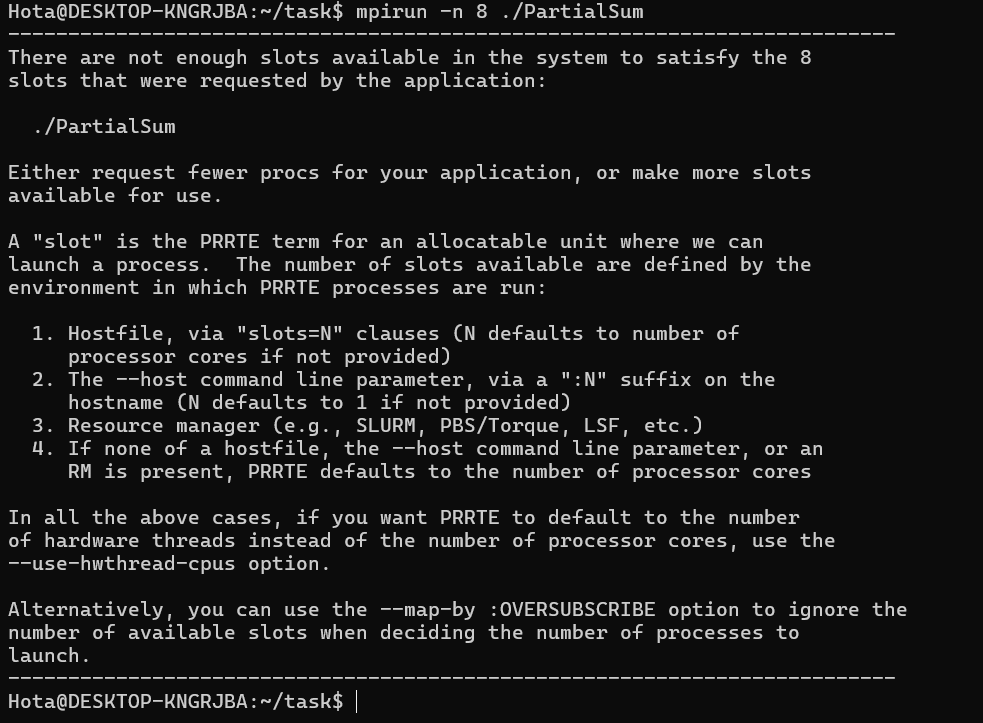 Hota@DESKTOP-KNGRJBA:~/task$ mpirun -n 8 ./PartialSum
--------------------------------------------------------------------------
There are not enough slots available in the system to satisfy the 8
slots that were requested by the application:

  ./PartialSum

Either request fewer procs for your application, or make more slots
available for use.

A "slot" is the PRRTE term for an allocatable unit where we can
launch a process.  The number of slots available are defined by the
environment in which PRRTE processes are run:

  1. Hostfile, via "slots=N" clauses (N defaults to number of
     processor cores if not provided)
  2. The --host command line parameter, via a ":N" suffix on the
     hostname (N defaults to 1 if not provided)
  3. Resource manager (e.g., SLURM, PBS/Torque, LSF, etc.)
  4. If none of a hostfile, the --host command line parameter, or an
     RM is present, PRRTE defaults to the number of processor cores

In all the above cases, if you want PRRTE to default to the number
of hardware threads instead of the number of processor cores, use the
--use-hwthread-cpus option.

Alternatively, you can use the --map-by :OVERSUBSCRIBE option to ignore the
number of available slots when deciding the number of processes to
launch.
--------------------------------------------------------------------------
Hota@DESKTOP-KNGRJBA:~/task$